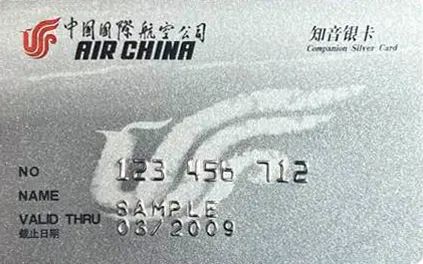 中国国际航空公司
AIR CHINA
知音银卡
Companion Silver Card
NO 123 456 712
NAME SAMPLE
VALID THRU 03/2009
截止日期